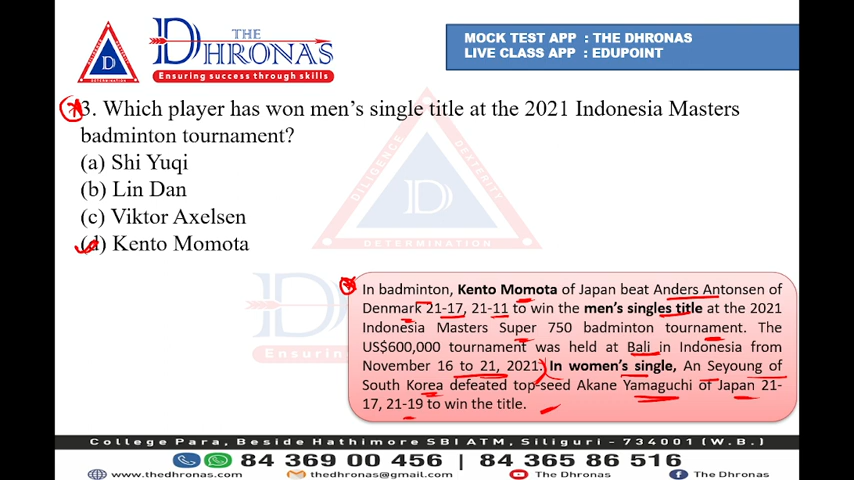 THE
DHRONAS
Ensuring success through skills
DETERMINATION
MOCK TEST APP : THE DHRONAS
LIVE CLASS APP : EDUPOINT
3. Which player has won men's single title at the 2021 Indonesia Masters
badminton tournament?
(a) Shi Yuqi
(b) Lin Dan
(c) Viktor Axelsen
(d) Kento Momota
DILIGENCE
DEXTERITY
D
DETERMINATION
Ensuring
In badminton, Kento Momota of Japan beat Anders Antonsen of
Denmark 21-17, 21-11 to win the men's singles title at the 2021
Indonesia Masters Super 750 badminton tournament. The
US$600,000 tournament was held at Bali in Indonesia from
November 16 to 21, 2021. In women's single, An Seyoung of
South Korea defeated top-seed Akane Yamaguchi of Japan 21-
17, 21-19 to win the title.
College Para, Beside Hathimore SBI ATM, Siliguri - 734001 (W.B.)
84 369 00 456 | 84 365 86 516
www.thedhronas.com thedhronas@gmail.com The Dhronas The Dhronas